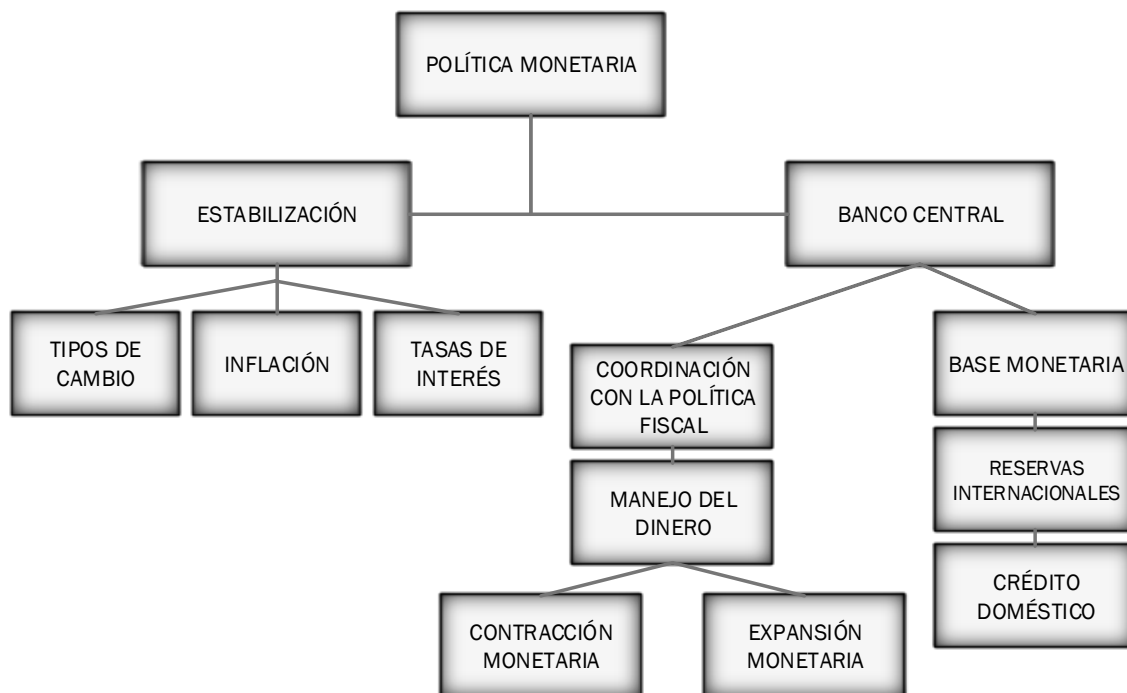 POLÍTICA MONETARIA
ESTABILIZACIÓN
BANCO CENTRAL
TIPOS DE
CAMBIO
INFLACIÓN
TASAS DE
INTERÉS
COORDINACIÓN
CON LA POLÍTICA
FISCAL
BASE MONETARIA
MANEJO DEL
DINERO
RESERVAS
INTERNACIONALES
CONTRACCIÓN
MONETARIA
EXPANSIÓN
MONETARIA
CRÉDITO
DOMÉSTICO